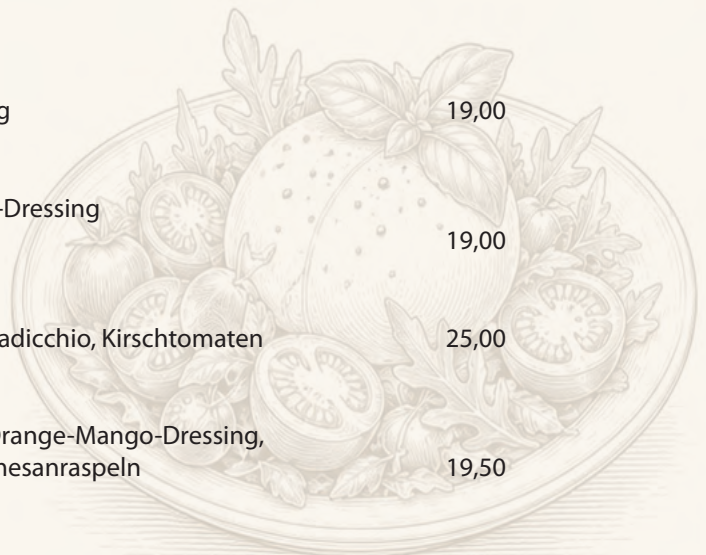 g 19,00
-Dressing
19,00
adicchio, Kirschtomaten 25,00
Orange-Mango-Dressing,
nesanraspeln 19,50